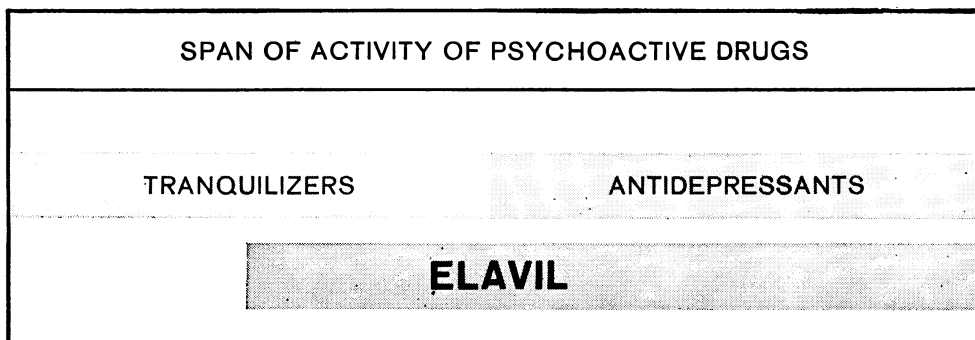 SPAN OF ACTIVITY OF PSYCHOACTIVE DRUGS
TRANQUILIZERS ANTIDEPRESSANTS
ELAVIL